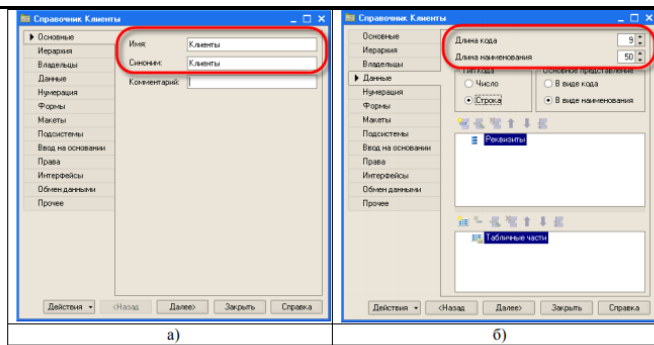 Справочник Клиенты
Основные
Иерархия
Владельцы
Данные
Нумерация
Формы
Макеты
Подсистемы
Ввод на основании
Права
Интерфейсы
Обмен данными
Прочее
Имя: Клиенты
Синоним: Клиенты
Комментарий:
Действия <Назад Далее> Закрыть Справка
а)
Справочник Клиенты
Основные
Иерархия
Владельцы
Данные
Нумерация
Формы
Макеты
Подсистемы
Ввод на основании
Права
Интерфейсы
Обмен данными
Прочее
Длина кода 9
Длина наименования 50
Тип кода Основное представление
Число В виде кода
Строка В виде наименования
Реквизиты
Табличные части
Действия <Назад Далее> Закрыть Справка
б)